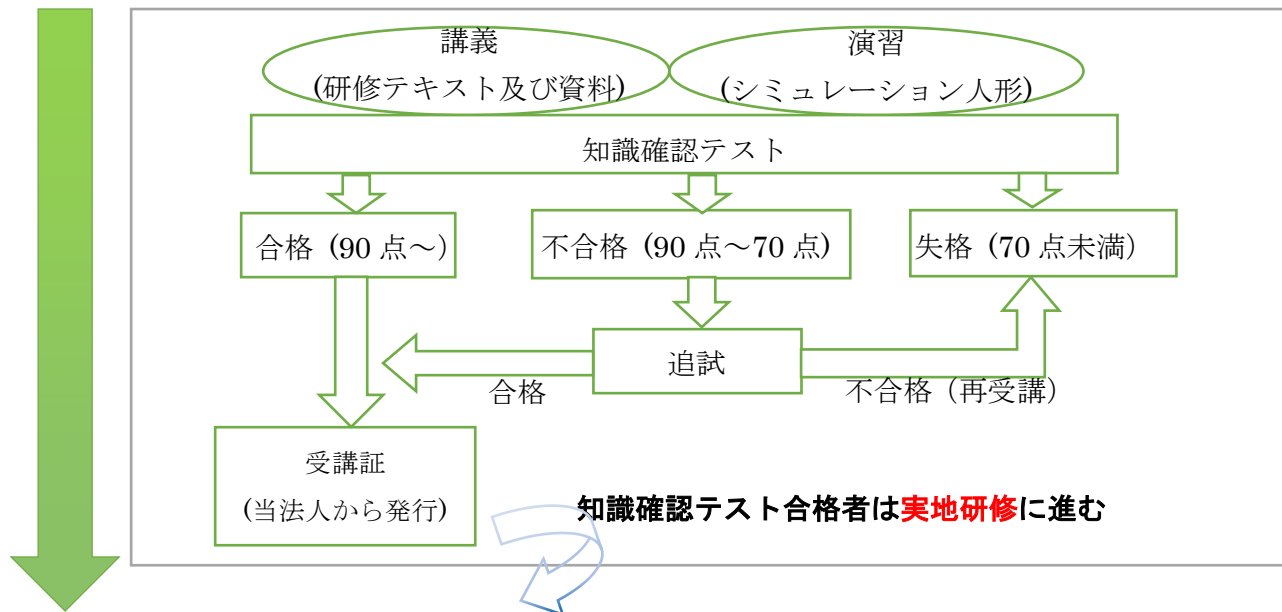 講義
(研修テキスト及び資料)
演習
(シミュレーション人形)
知識確認テスト
合格 (90 点～)
不合格 (90 点～70 点)
失格 (70 点未満)
追試
合格
不合格（再受講）
受講証
(当法人から発行)
知識確認テスト合格者は実地研修に進む